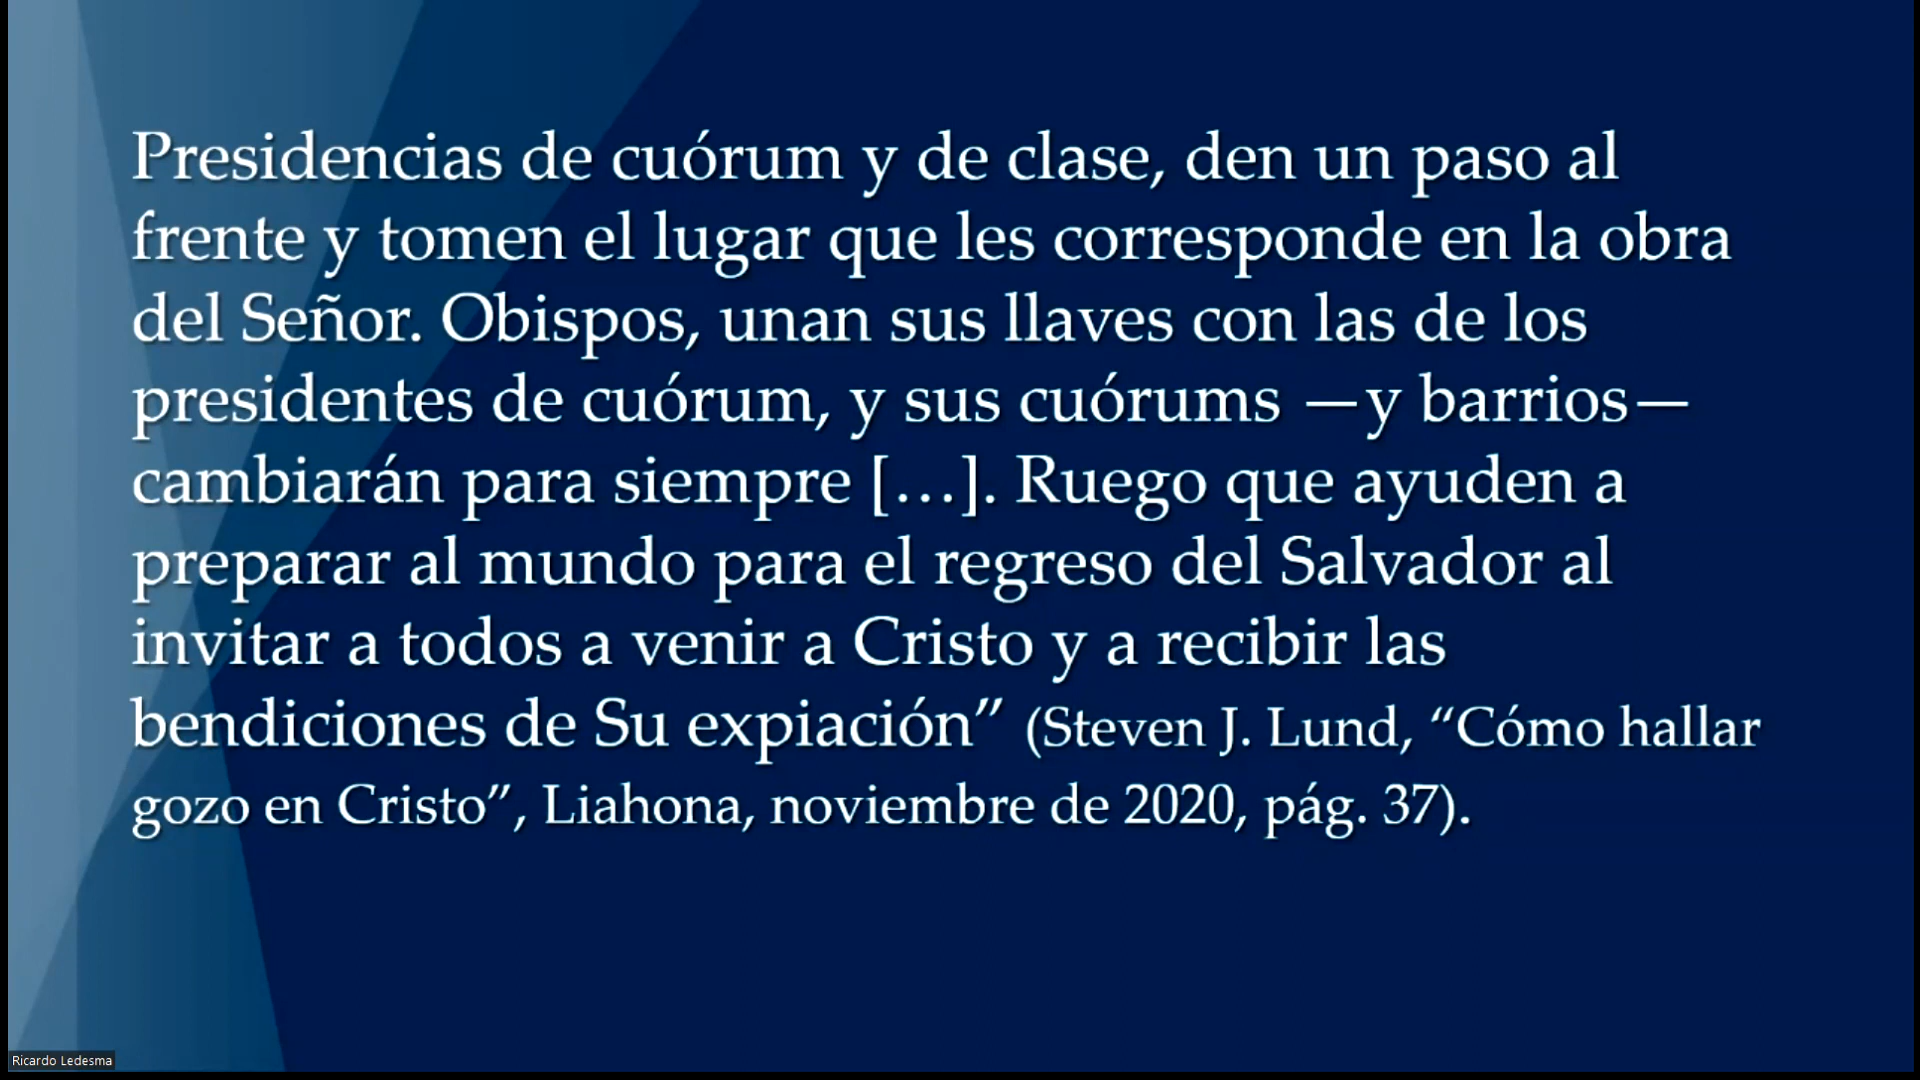 Presidencias de cuórum y de clase, den un paso al
frente y tomen el lugar que les corresponde en la obra
del Señor. Obispos, unan sus llaves con las de los
presidentes de cuórum, y sus cuórums —y barrios—
cambiarán para siempre […]. Ruego que ayuden a
preparar al mundo para el regreso del Salvador al
invitar a todos a venir a Cristo y a recibir las
bendiciones de Su expiación” (Steven J. Lund, “Cómo hallar
gozo en Cristo”, Liahona, noviembre de 2020, pág. 37).
Ricardo Ledesma